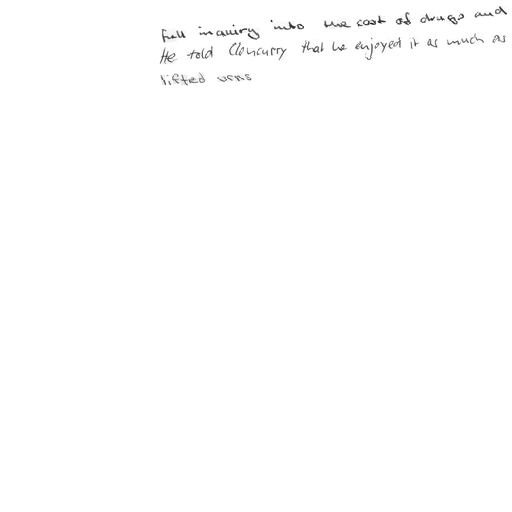 full inquiry into the cost of drugs and
He told Cloncurry that he enjoyed it as much as
lifted